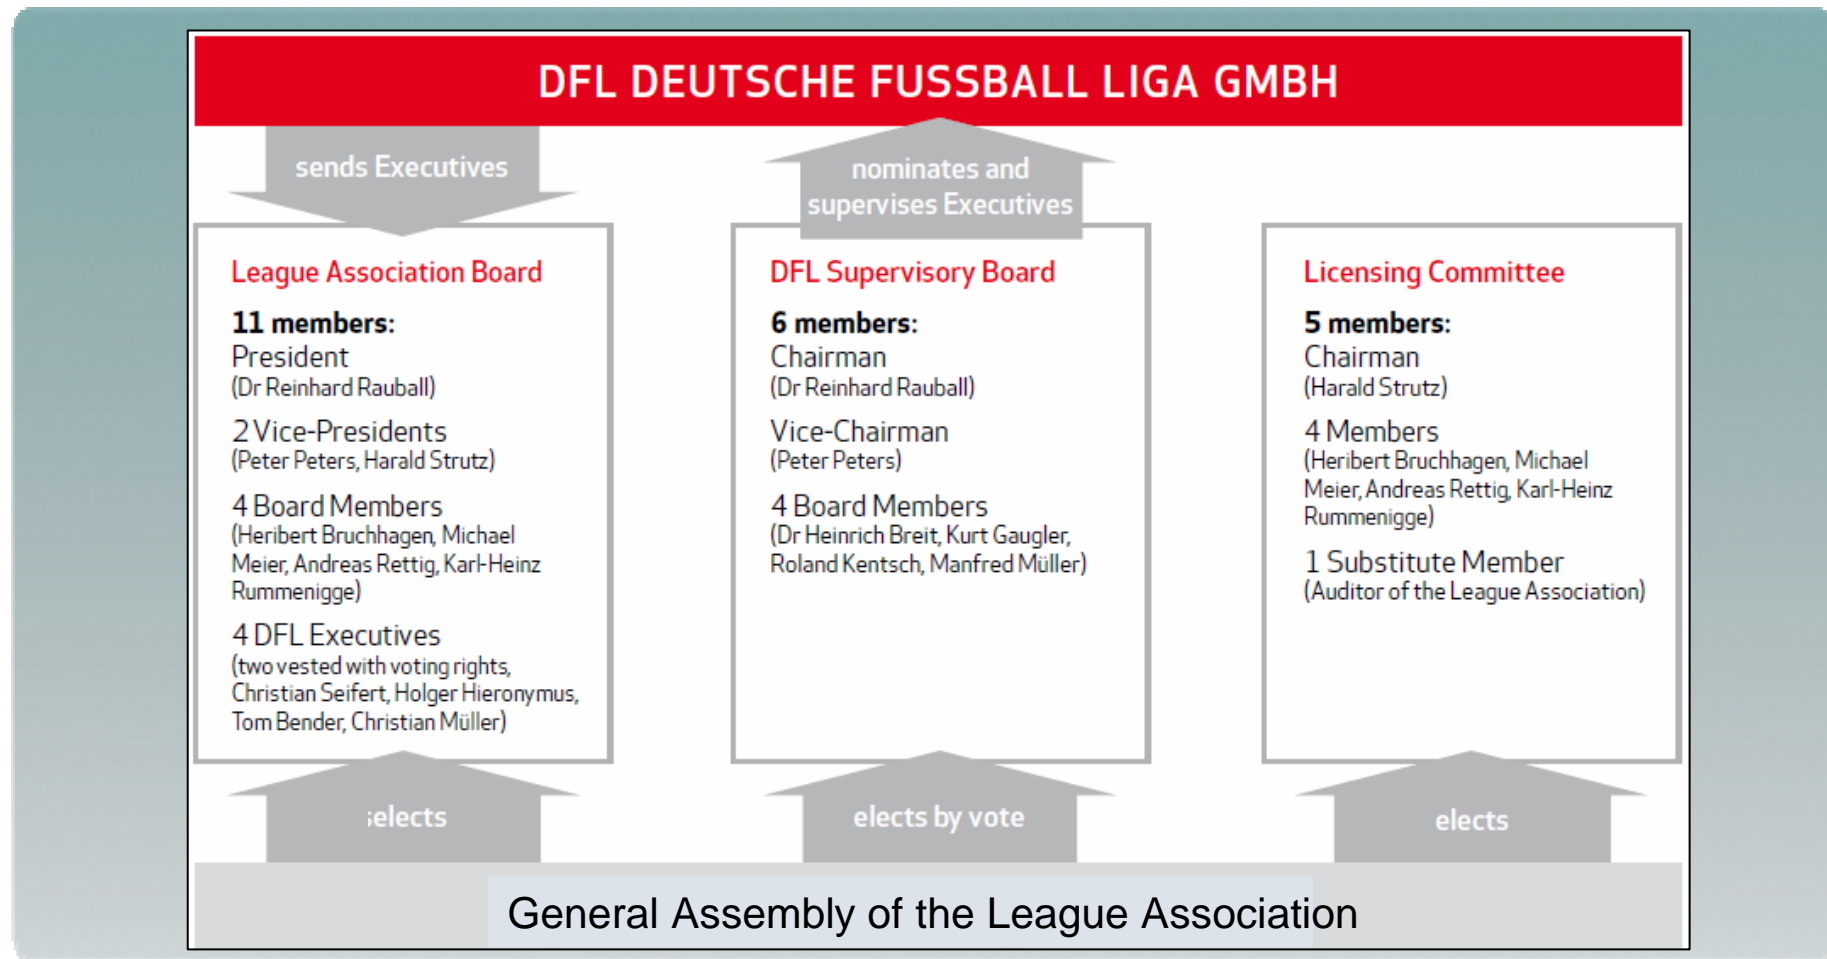 DFL DEUTSCHE FUSSBALL LIGA GMBH
sends Executives
nominates and
supervises Executives
League Association Board
11 members:
President
(Dr Reinhard Rauball)
2 Vice-Presidents
(Peter Peters, Harald Strutz)
4 Board Members
(Heribert Bruchhagen, Michael
Meier, Andreas Rettig, Karl-Heinz
Rummenigge)
4 DFL Executives
(two vested with voting rights,
Christian Seifert, Holger Hieronymus,
Tom Bender, Christian Müller)
DFL Supervisory Board
6 members:
Chairman
(Dr Reinhard Rauball)
Vice-Chairman
(Peter Peters)
4 Board Members
(Dr Heinrich Breit, Kurt Gaugler,
Roland Kentsch, Manfred Müller)
Licensing Committee
5 members:
Chairman
(Harald Strutz)
4 Members
(Heribert Bruchhagen, Michael
Meier, Andreas Rettig, Karl-Heinz
Rummenigge)
1 Substitute Member
(Auditor of the League Association)
selects
elects by vote
elects
General Assembly of the League Association